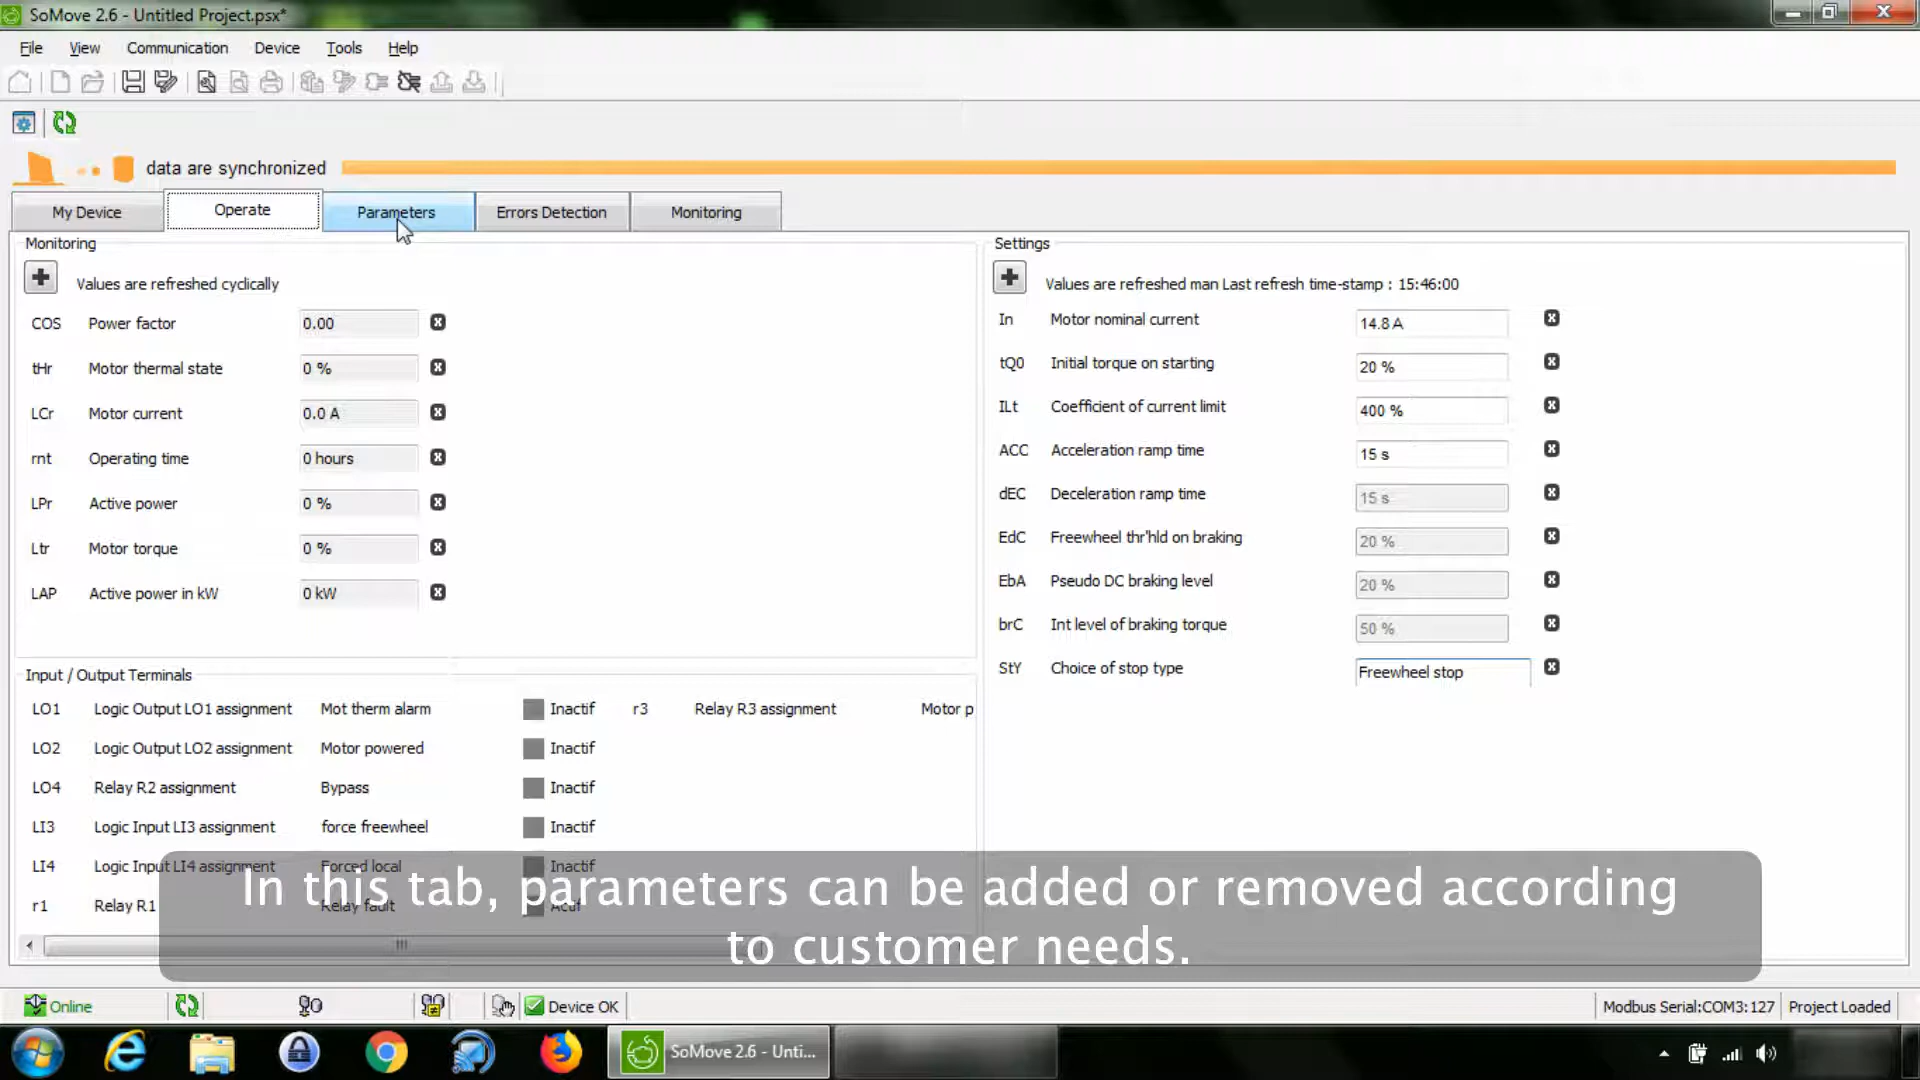 SoMove 2.6 - Untitled Project.psx*
File View Communication Device Tools Help
data are synchronized
My Device Operate Parameters Errors Detection Monitoring
Monitoring
Values are refreshed cyclically
COS Power factor 0.00
tHr Motor thermal state 0 %
LCr Motor current 0.0 A
rnt Operating time 0 hours
LPr Active power 0 %
Ltr Motor torque 0 %
LAP Active power in kW 0 kW
Input / Output Terminals
LO1 Logic Output LO1 assignment Mot therm alarm Inactif r3 Relay R3 assignment Motor p
LO2 Logic Output LO2 assignment Motor powered Inactif
LO4 Relay R2 assignment Bypass Inactif
LI3 Logic Input LI3 assignment force freewheel Inactif
LI4 Logic Input LI4 assignment Forced local Inactif
r1 Relay R1 Relay fault Actif
Settings
Values are refreshed man Last refresh time-stamp : 15:46:00
In Motor nominal current 14.8 A
tQ0 Initial torque on starting 20 %
ILt Coefficient of current limit 400 %
ACC Acceleration ramp time 15 s
dEC Deceleration ramp time 15 s
EdC Freewheel thr'hld on braking 20 %
EbA Pseudo DC braking level 20 %
brC Int level of braking torque 50 %
StY Choice of stop type Freewheel stop
In this tab, parameters can be added or removed according
to customer needs.
Online Device OK Modbus Serial:COM3:127 Project Loaded
SoMove 2.6 - Unti...